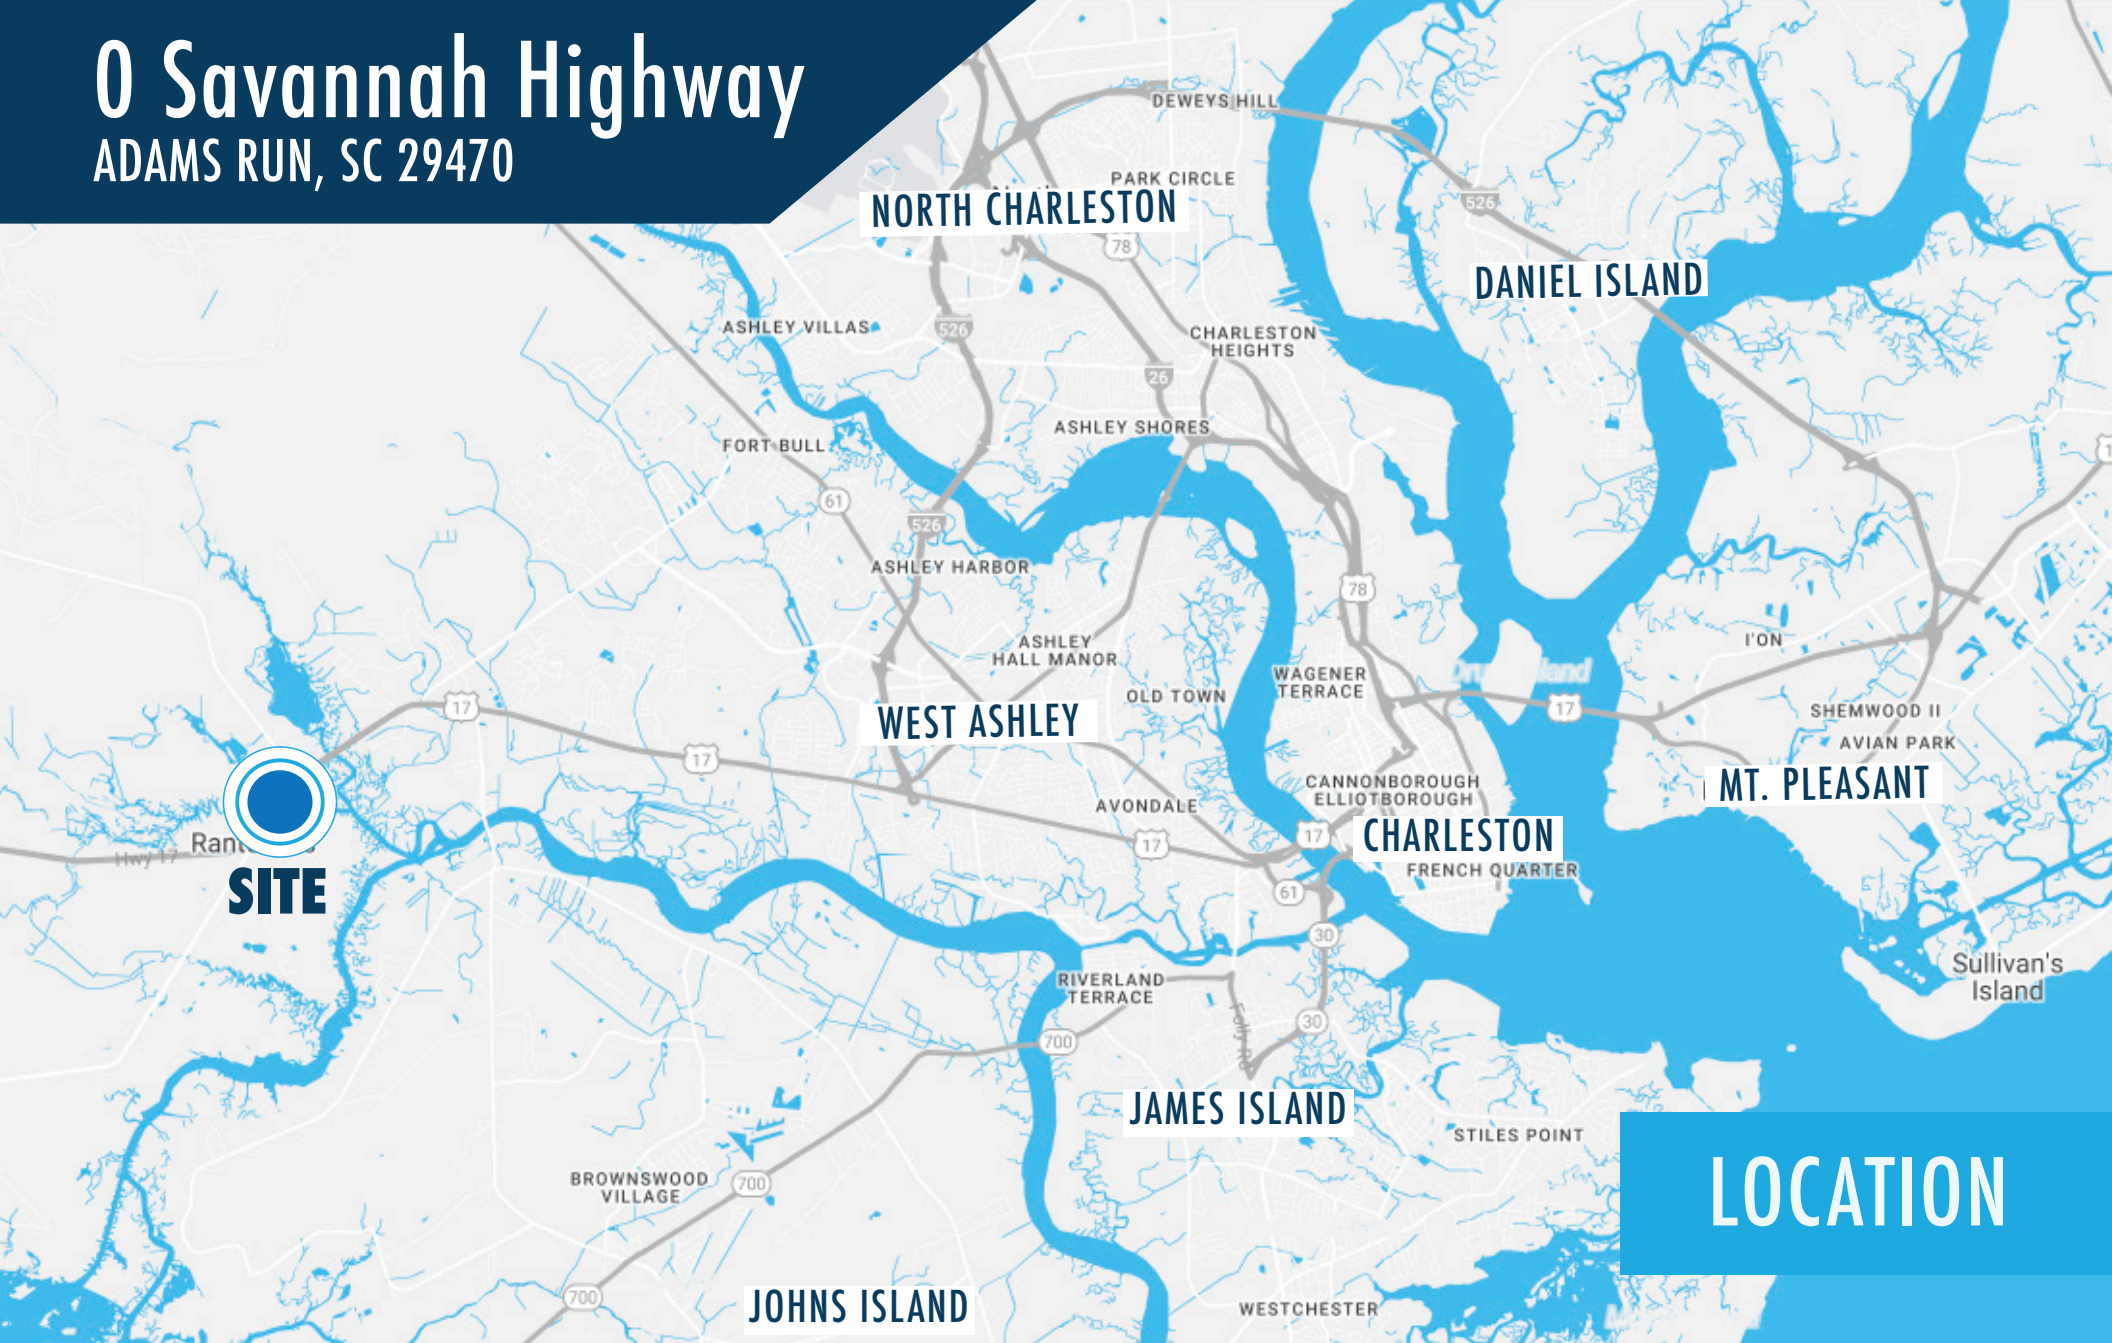 0 Savannah Highway
ADAMS RUN, SC 29470
DEWEYS HILL
PARK CIRCLE
NORTH CHARLESTON
526
78
DANIEL ISLAND
ASHLEY VILLAS
526
CHARLESTON
HEIGHTS
26
ASHLEY SHORES
FORT BULL
61
526
ASHLEY HARBOR
78
ASHLEY
HALL MANOR
I'ON
WAGENER
TERRACE
OLD TOWN
17
WEST ASHLEY
17
SHEMWOOD II
AVIAN PARK
17
MT. PLEASANT
CANNONBOROUGH
ELLIOTBOROUGH
AVONDALE
17
17
CHARLESTON
FRENCH QUARTER
Hwy 17
SITE
61
30
Sullivan's
Island
RIVERLAND
TERRACE
Folly Rd
30
700
JAMES ISLAND
STILES POINT
BROWNSWOOD
VILLAGE
700
LOCATION
700
JOHNS ISLAND
WESTCHESTER